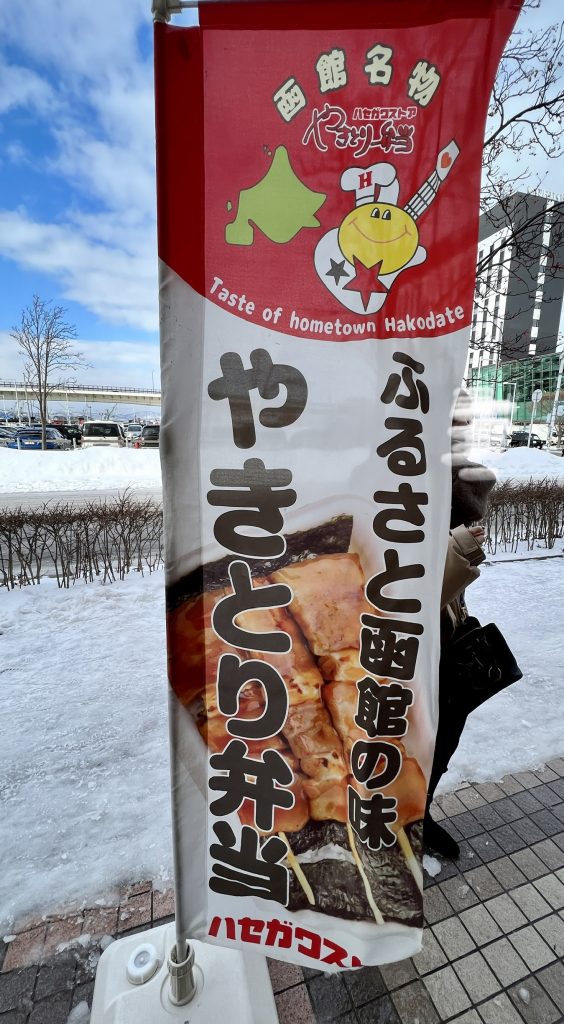 函館名物
ハセガワストア
やきとり弁当
H
Taste of hometown Hakodate
ふるさと函館の味
やきとり弁当
ハセガワスト